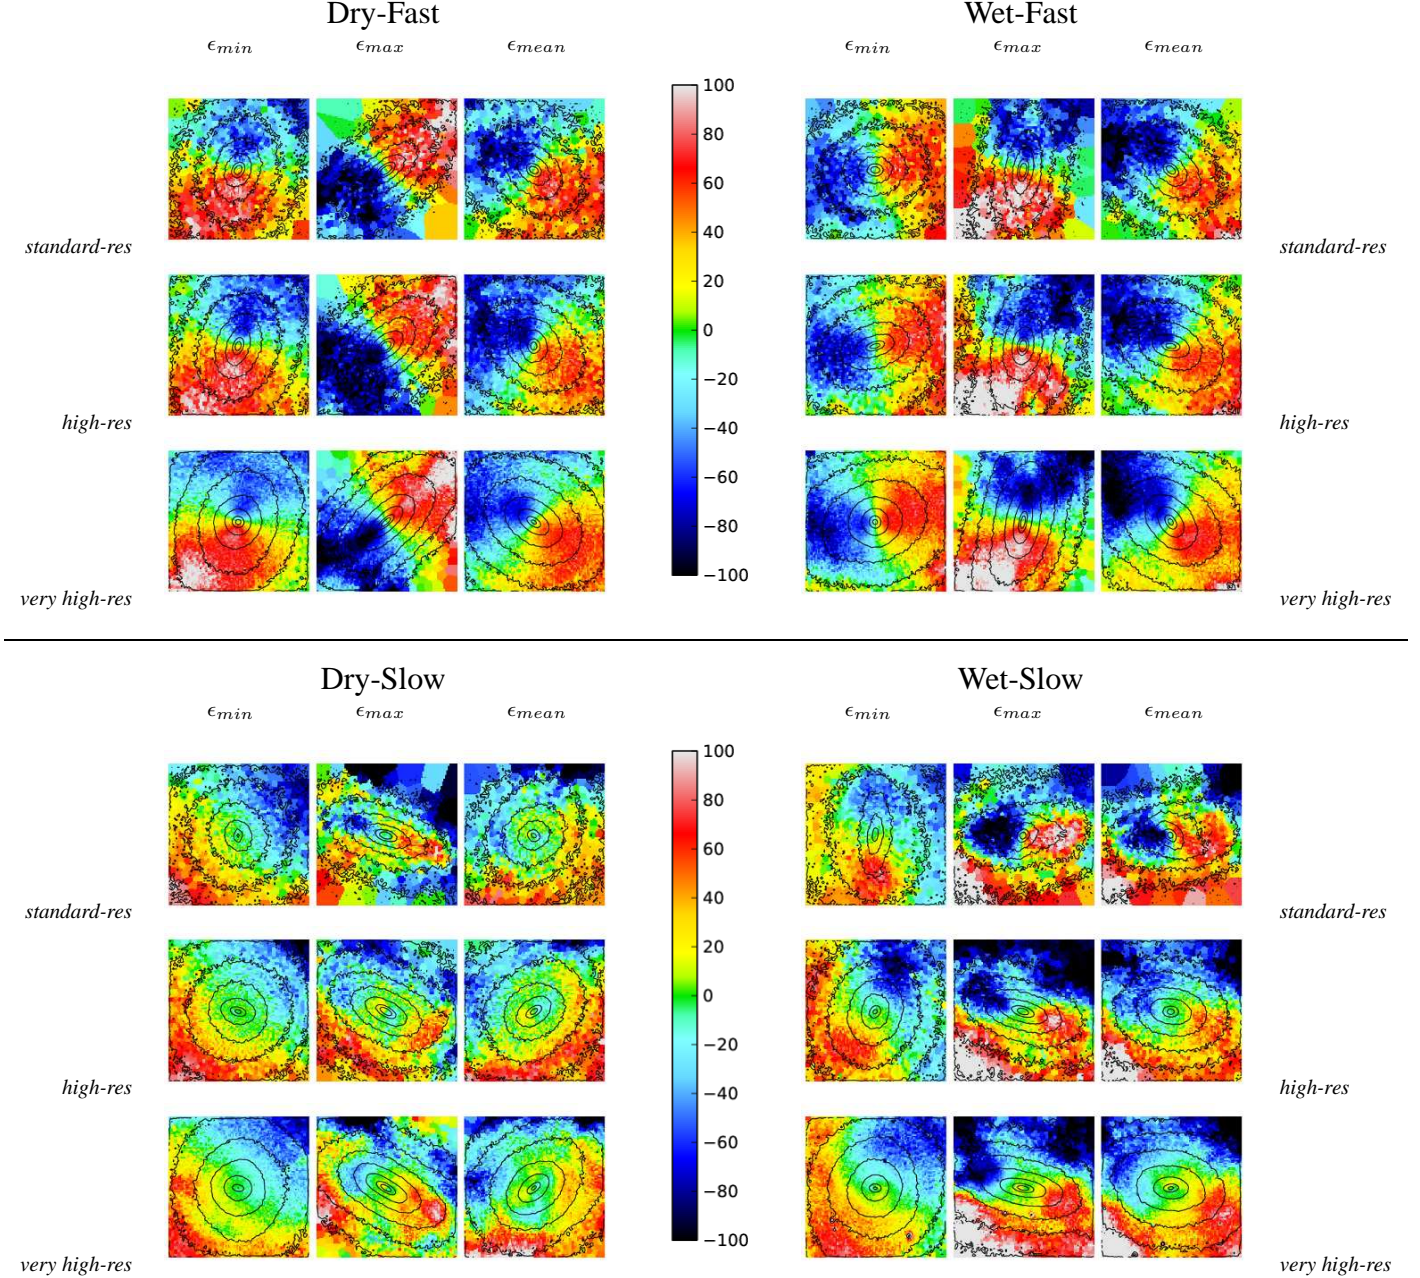 Dry-Fast Wet-Fast
ϵmin ϵmax ϵmean ϵmin ϵmax ϵmean
100
80
60
40
20
0
−20
−40
−60
−80
−100
standard-res standard-res
high-res high-res
very high-res very high-res
Dry-Slow Wet-Slow
ϵmin ϵmax ϵmean ϵmin ϵmax ϵmean
100
80
60
40
20
0
−20
−40
−60
−80
−100
standard-res standard-res
high-res high-res
very high-res very high-res